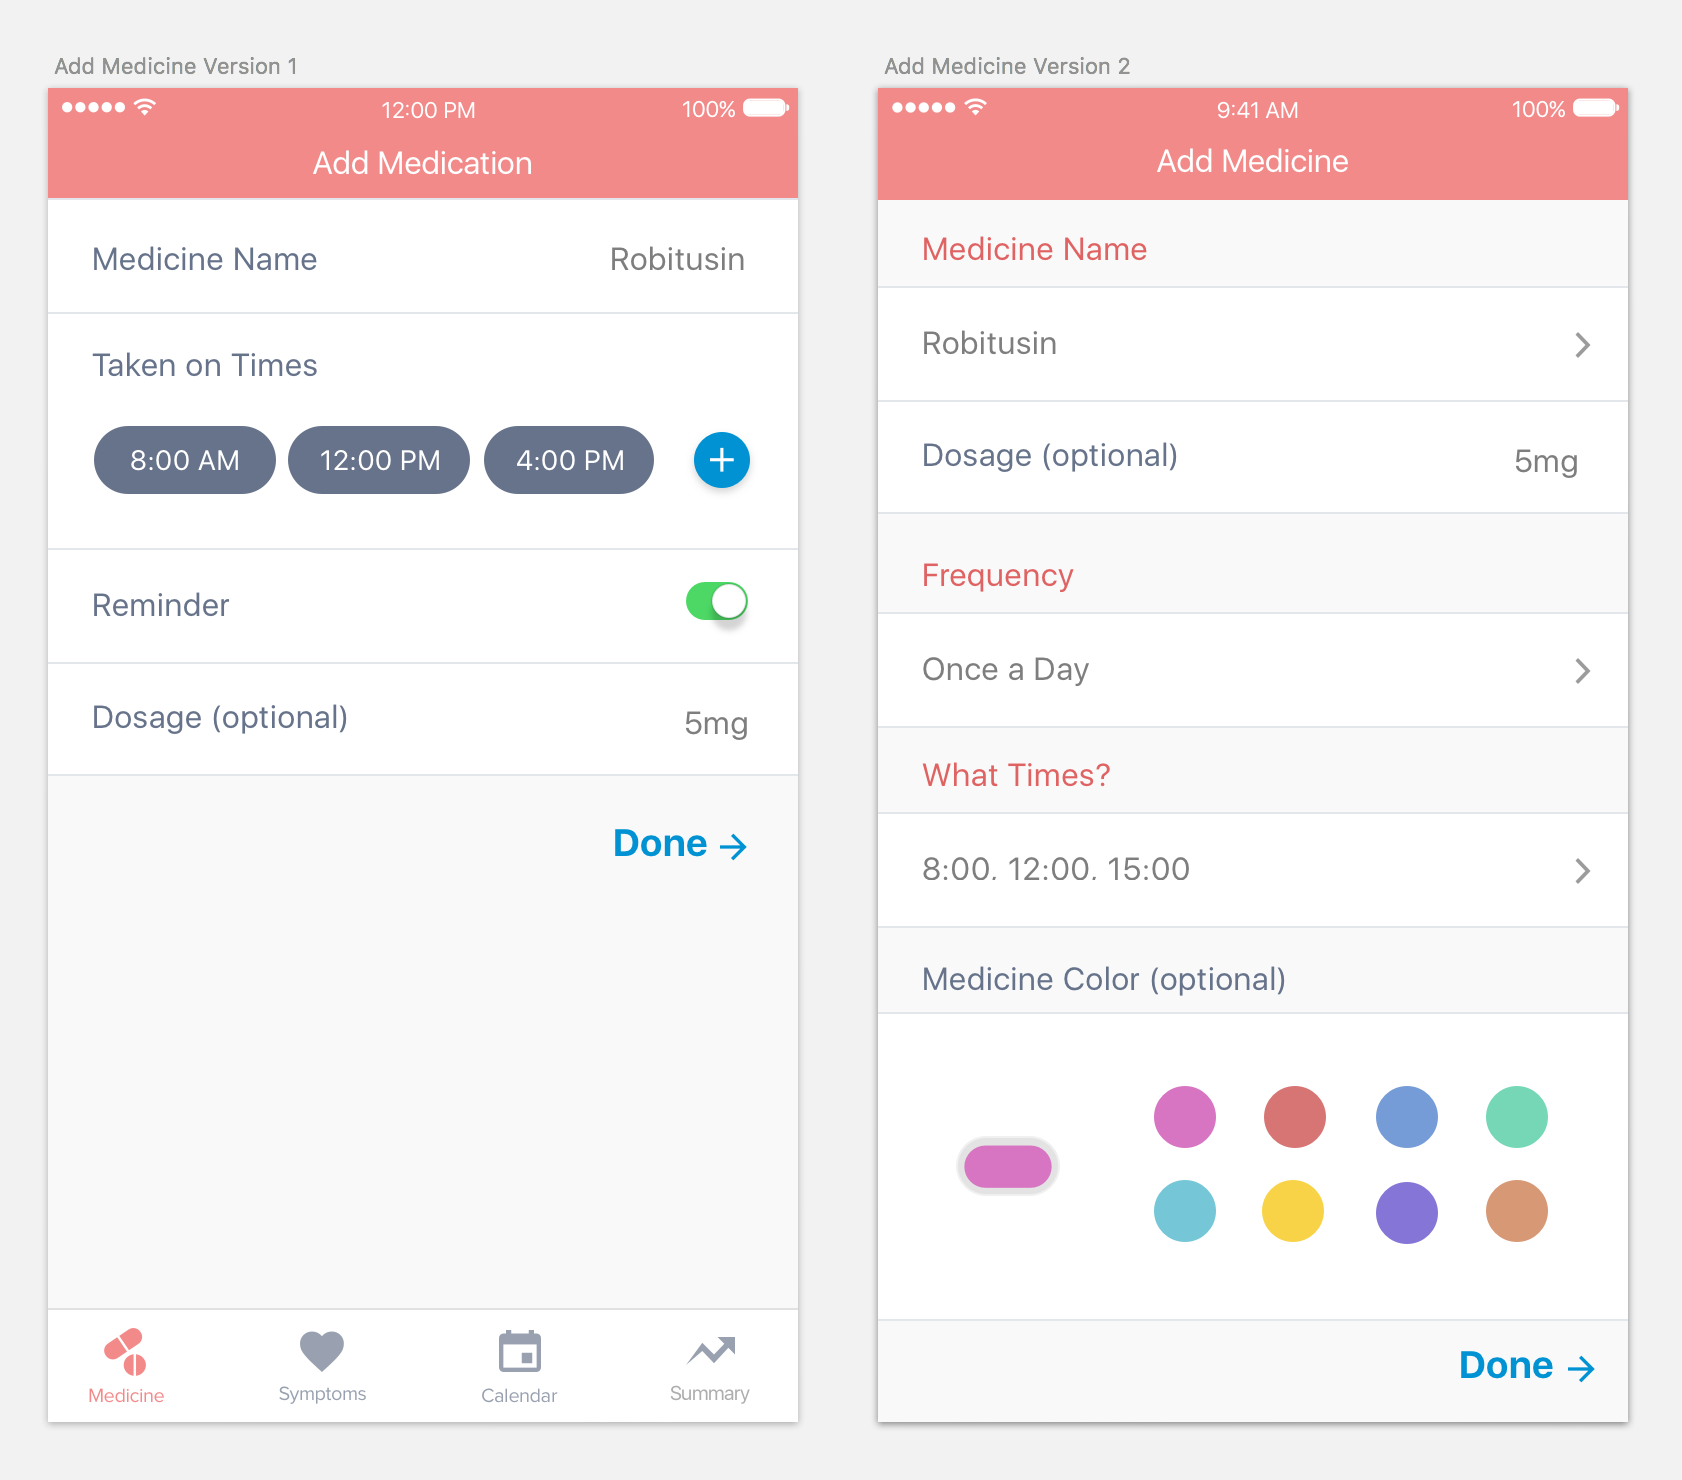 Add Medicine Version 1
12:00 PM
100%
Add Medication
Medicine Name
Robitusin
Taken on Times
8:00 AM
12:00 PM
4:00 PM
Reminder
Dosage (optional)
5mg
Done →
Medicine
Symptoms
Calendar
Summary
Add Medicine Version 2
9:41 AM
100%
Add Medicine
Medicine Name
Robitusin
Dosage (optional)
5mg
Frequency
Once a Day
What Times?
8:00, 12:00, 15:00
Medicine Color (optional)
Done →